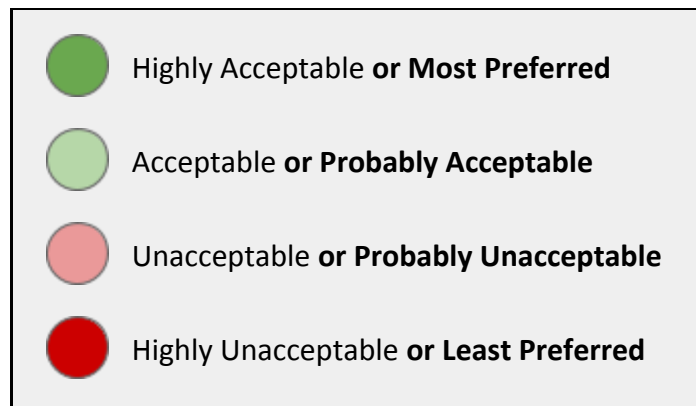 Highly Acceptable or Most Preferred
Acceptable or Probably Acceptable
Unacceptable or Probably Unacceptable
Highly Unacceptable or Least Preferred